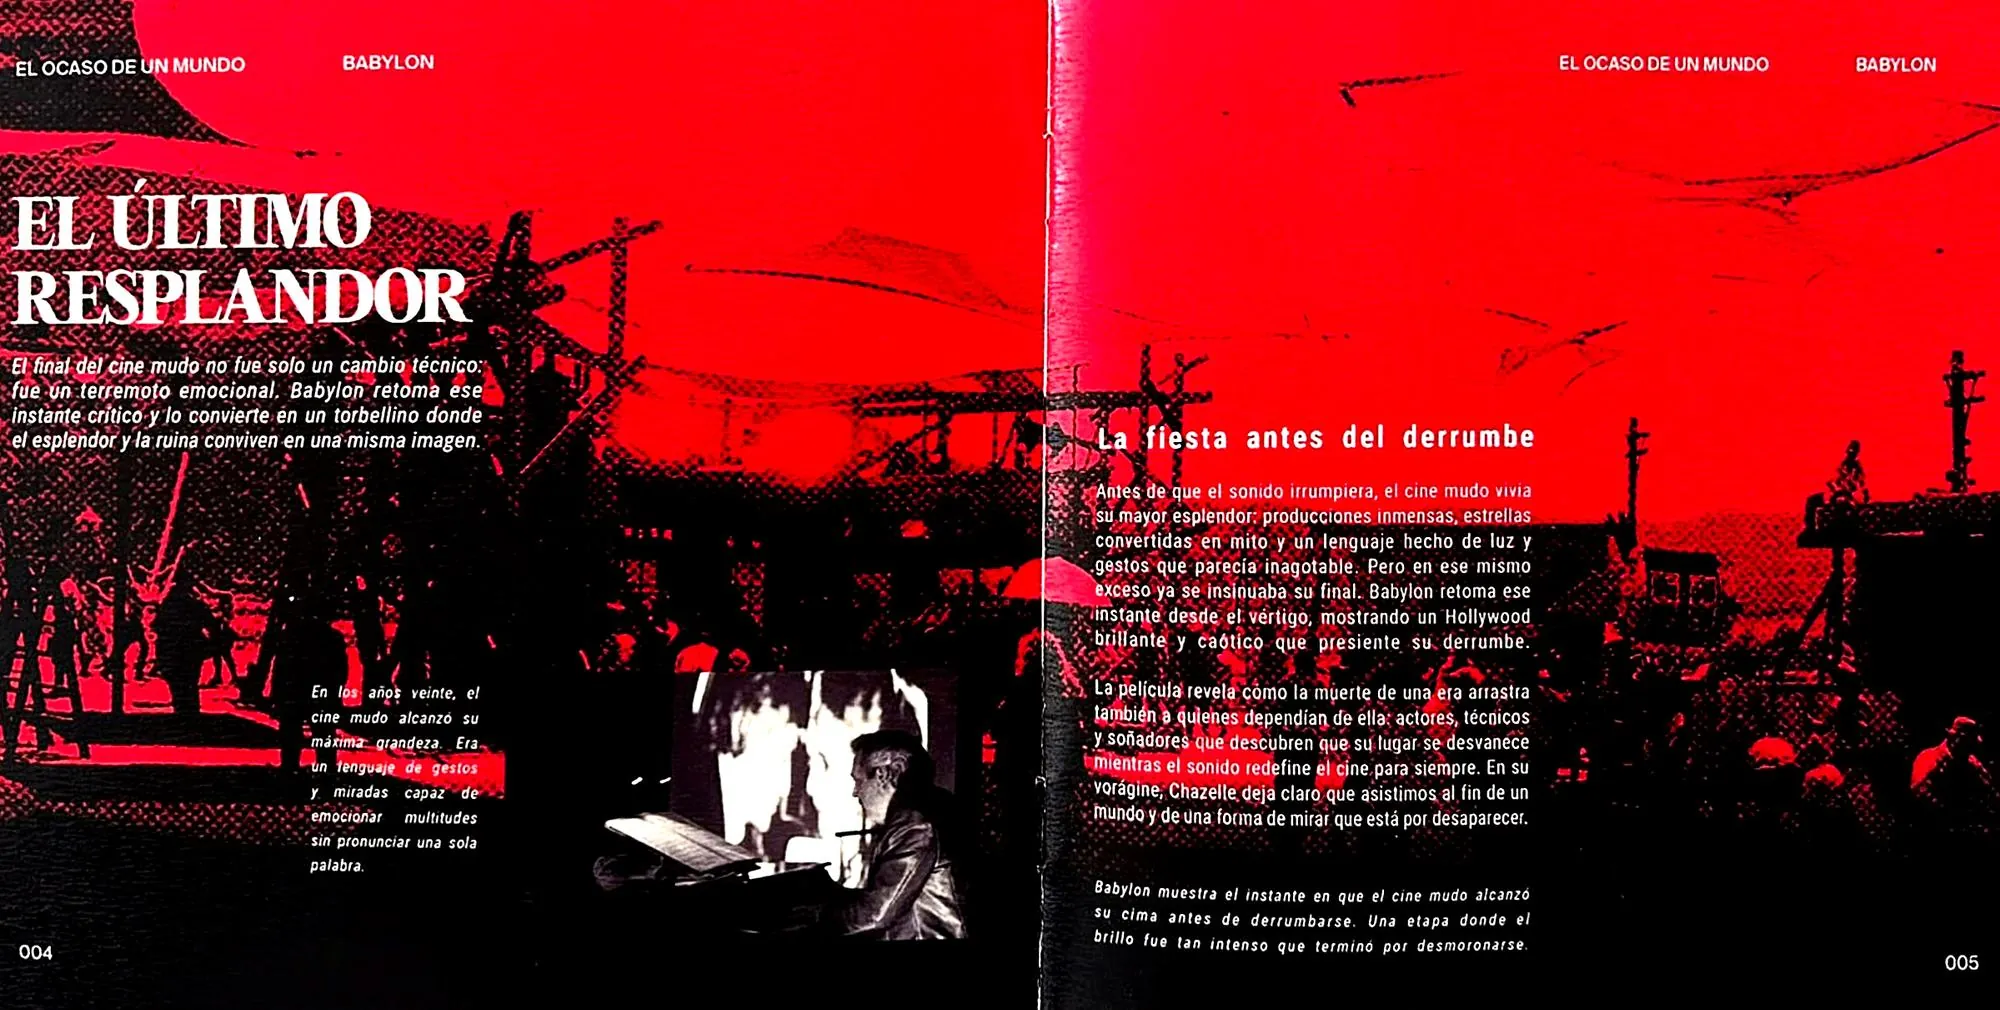 EL OCASO DE UN MUNDO
BABYLON
EL ÚLTIMO
RESPLANDOR
El final del cine mudo no fue solo un cambio técnico:
fue un terremoto emocional. Babylon retoma ese
instante crítico y lo convierte en un torbellino donde
el esplendor y la ruina conviven en una misma imagen.
En los años veinte, el
cine mudo alcanzó su
máxima grandeza. Era
un lenguaje de gestos
y miradas capaz de
emocionar multitudes
sin pronunciar una sola
palabra.
004
EL OCASO DE UN MUNDO
BABYLON
La fiesta antes del derrumbe
Antes de que el sonido irrumpiera, el cine mudo vivía
su mayor esplendor: producciones inmensas, estrellas
convertidas en mito y un lenguaje hecho de luz y
gestos que parecía inagotable. Pero en ese mismo
exceso ya se insinuaba su final. Babylon retoma ese
instante desde el vértigo, mostrando un Hollywood
brillante y caótico que presiente su derrumbe.
La película revela cómo la muerte de una era arrastra
también a quienes dependían de ella: actores, técnicos
y soñadores que descubren que su lugar se desvanece
mientras el sonido redefine el cine para siempre. En su
vorágine, Chazelle deja claro que asistimos al fin de un
mundo y de una forma de mirar que está por desaparecer.
Babylon muestra el instante en que el cine mudo alcanzó
su cima antes de derrumbarse. Una etapa donde el
brillo fue tan intenso que terminó por desmoronarse.
005